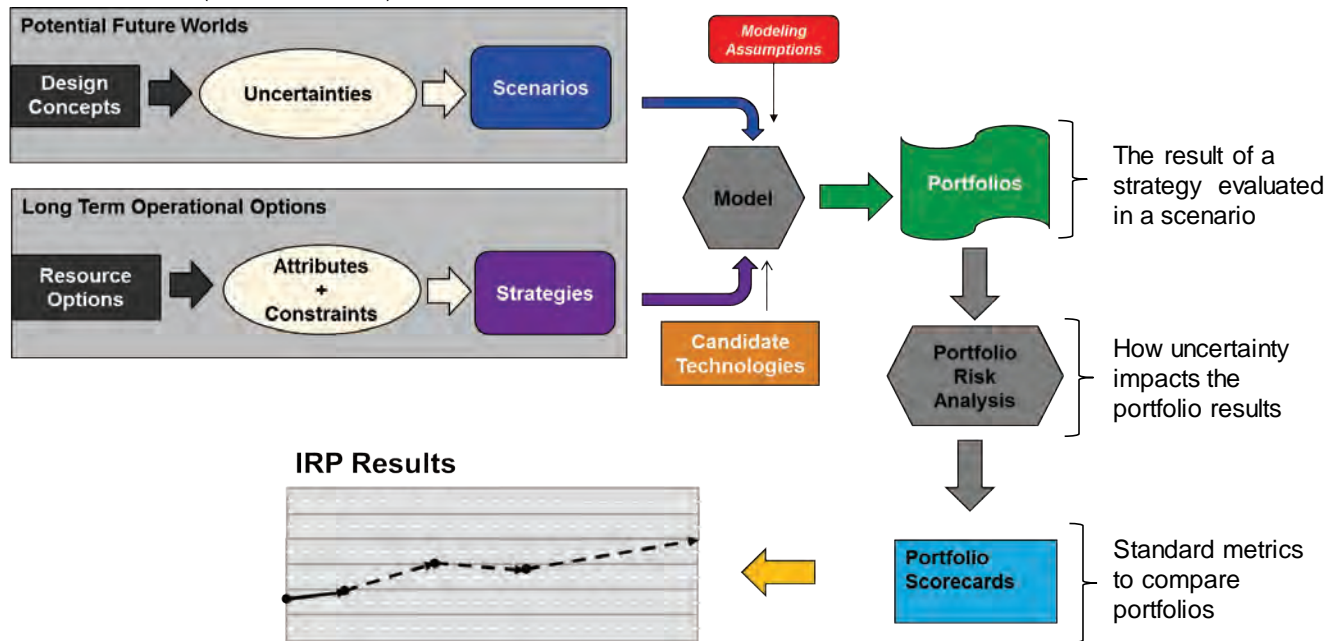 Potential Future Worlds
Design
Concepts
Uncertainties
Scenarios
Modeling
Assumptions
Long Term Operational Options
Resource
Options
Attributes
+
Constraints
Strategies
Model
Candidate
Technologies
Portfolios
The result of a
strategy evaluated
in a scenario
Portfolio
Risk
Analysis
How uncertainty
impacts the
portfolio results
Portfolio
Scorecards
Standard metrics
to compare
portfolios
IRP Results